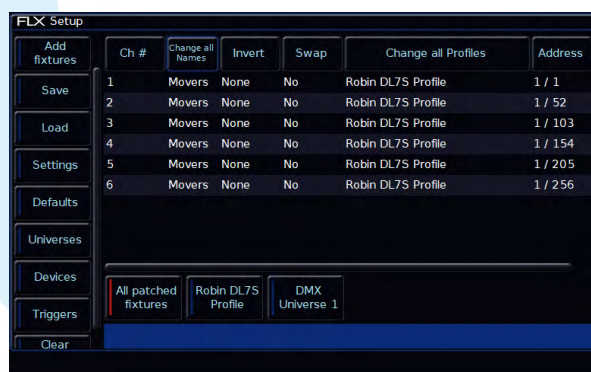 FLX Setup
Add
fixtures
Save
Load
Settings
Defaults
Universes
Devices
Triggers
Clear
Ch # Change all Names Invert Swap Change all Profiles Address
1 Movers None No Robin DL7S Profile 1 / 1
2 Movers None No Robin DL7S Profile 1 / 52
3 Movers None No Robin DL7S Profile 1 / 103
4 Movers None No Robin DL7S Profile 1 / 154
5 Movers None No Robin DL7S Profile 1 / 205
6 Movers None No Robin DL7S Profile 1 / 256
All patched
fixtures
Robin DL7S
Profile
DMX
Universe 1